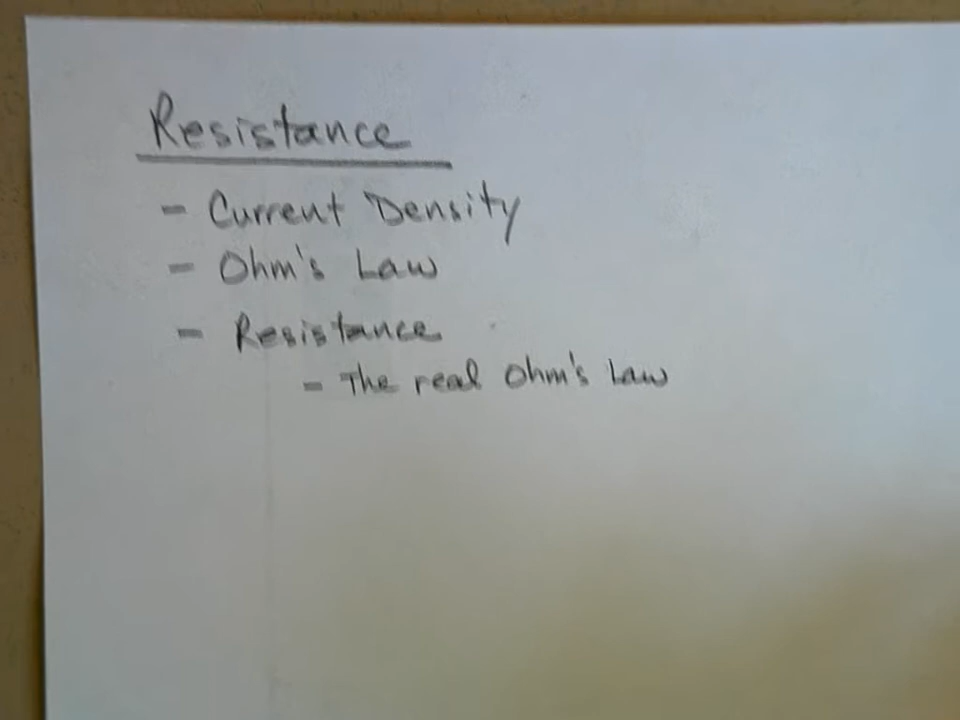 Resistance
- Current Density
- Ohm's Law
- Resistance
- The real Ohm's Law